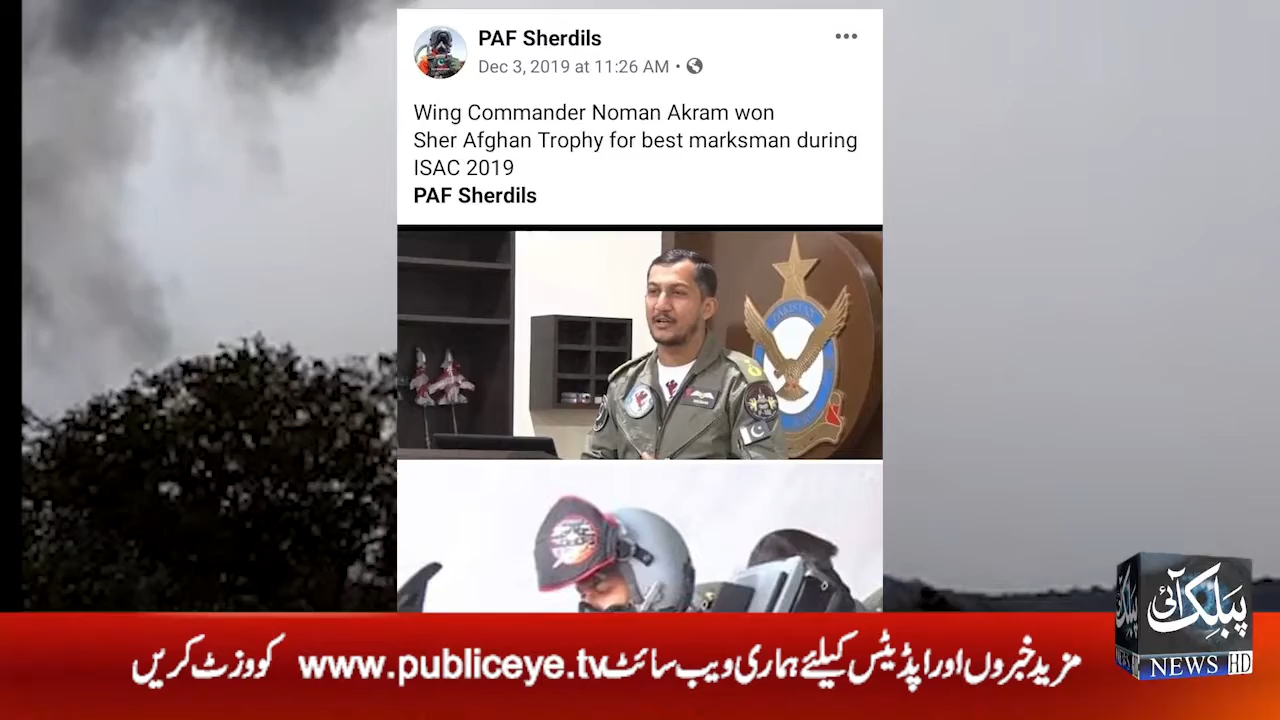 PAF Sherdils
Dec 3, 2019 at 11:26 AM
Wing Commander Noman Akram won
Sher Afghan Trophy for best marksman during
ISAC 2019
PAF Sherdils
PAKISTAN
پبلک آئی
NEWS HD
مزید خبروں اور اپڈیٹس کیلئے ہماری ویب سائٹ www.publiceye.tv کو وزٹ کریں